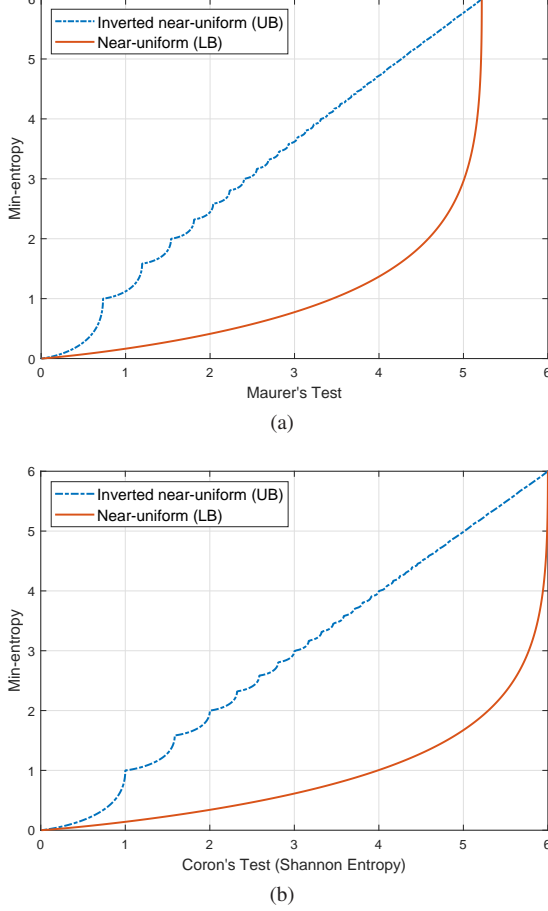 6
Inverted near-uniform (UB)
Near-uniform (LB)
5
4
3
2
1
0
Min-entropy
0 1 2 3 4 5 6
Maurer's Test
(a)
6
Inverted near-uniform (UB)
Near-uniform (LB)
5
4
3
2
1
0
Min-entropy
0 1 2 3 4 5 6
Coron's Test (Shannon Entropy)
(b)